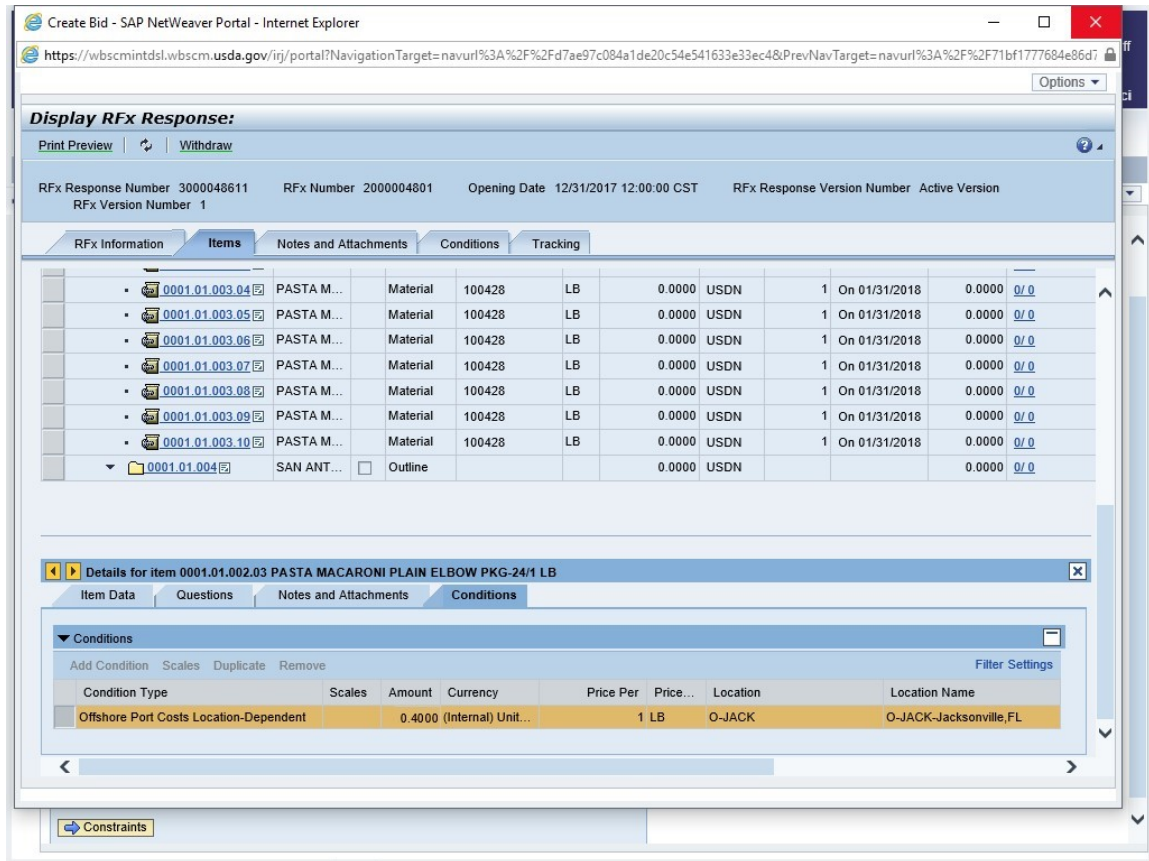 Create Bid - SAP NetWeaver Portal - Internet Explorer
https://wbscmintdsl.wbscm.usda.gov/irj/portal?NavigationTarget=navurl%3A%2F%2Fd7ae97c084a1de20c54e541633e33ec4&PrevNavTarget=navurl%3A%2F%2F71bf1777684e86d7
Options
Display RFx Response:
Print Preview Withdraw
RFx Response Number 3000048611 RFx Number 2000004801 Opening Date 12/31/2017 12:00:00 CST RFx Response Version Number Active Version
RFx Version Number 1
RFx Information Items Notes and Attachments Conditions Tracking
0001.01.003.04 PASTA M... Material 100428 LB 0.0000 USDN 1 On 01/31/2018 0.0000 0/ 0
0001.01.003.05 PASTA M... Material 100428 LB 0.0000 USDN 1 On 01/31/2018 0.0000 0/ 0
0001.01.003.06 PASTA M... Material 100428 LB 0.0000 USDN 1 On 01/31/2018 0.0000 0/ 0
0001.01.003.07 PASTA M... Material 100428 LB 0.0000 USDN 1 On 01/31/2018 0.0000 0/ 0
0001.01.003.08 PASTA M... Material 100428 LB 0.0000 USDN 1 On 01/31/2018 0.0000 0/ 0
0001.01.003.09 PASTA M... Material 100428 LB 0.0000 USDN 1 On 01/31/2018 0.0000 0/ 0
0001.01.003.10 PASTA M... Material 100428 LB 0.0000 USDN 1 On 01/31/2018 0.0000 0/ 0
0001.01.004 SAN ANT... Outline 0.0000 USDN 0.0000 0/ 0
Details for item 0001.01.002.03 PASTA MACARONI PLAIN ELBOW PKG-24/1 LB
Item Data Questions Notes and Attachments Conditions
Conditions
Add Condition Scales Duplicate Remove Filter Settings
Condition Type Scales Amount Currency Price Per Price... Location Location Name
Offshore Port Costs Location-Dependent 0.4000 (Internal) Unit... 1 LB O-JACK O-JACK-Jacksonville,FL
Constraints